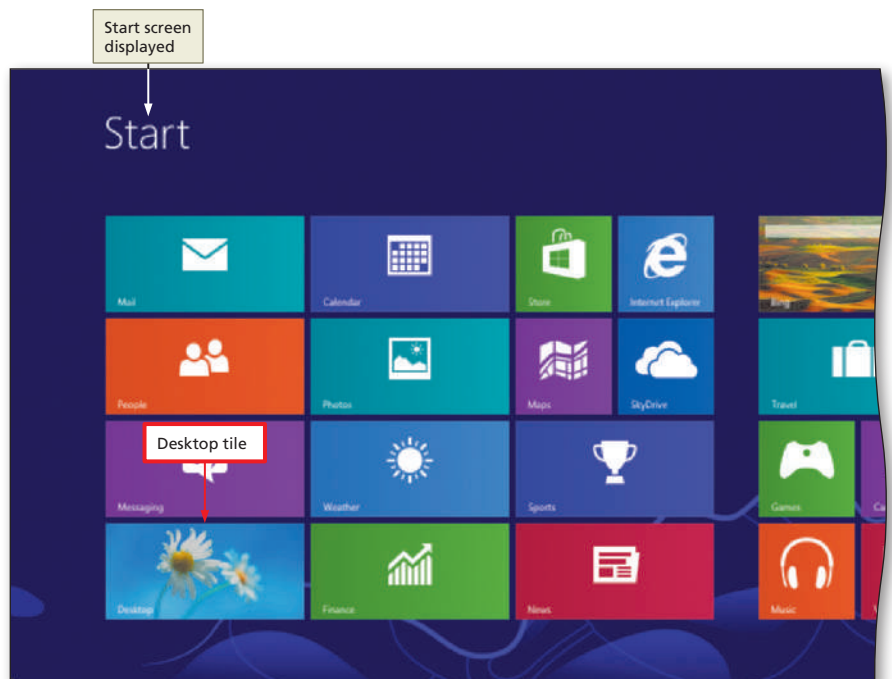 Start screen
displayed
Start
Mail
Calendar
Store
Internet Explorer
Bing
People
Photos
Maps
SkyDrive
Travel
Desktop tile
Messaging
Weather
Sports
Games
Desktop
Finance
News
Music